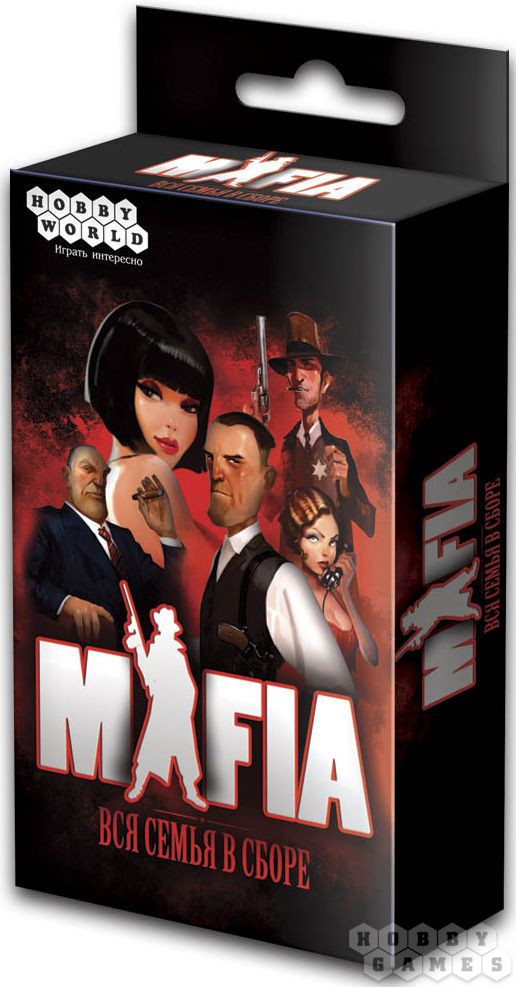 MAFIA
ВСЯ СЕМЬЯ В СБОРЕ
HOBBY
WORLD
Играть интересно
MAFIA
ВСЯ СЕМЬЯ В СБОРЕ
MAFIA
ВСЯ СЕМЬЯ В СБОРЕ
HOBBY
GAMES